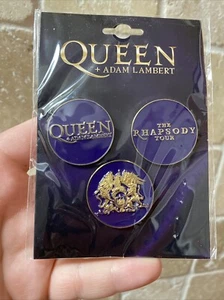 QUEEN
+ ADAM LAMBERT
QUEEN
+ ADAM LAMBERT
THE
RHAPSODY
TOUR